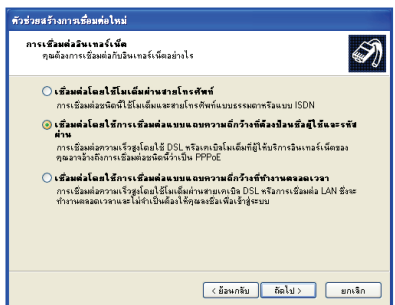 ตัวช่วยสร้างการเชื่อมต่อใหม่
การเชื่อมต่ออินเทอร์เน็ต
คุณต้องการเชื่อมต่อกับอินเทอร์เน็ตอย่างไร
เชื่อมต่อโดยใช้โมเด็มผ่านสายโทรศัพท์
การเชื่อมต่อชนิดนี้ใช้โมเด็มและสายโทรศัพท์แบบธรรมดาหรือแบบ ISDN
เชื่อมต่อโดยใช้การเชื่อมต่อแบบแถบความถี่กว้างที่ต้องป้อนชื่อผู้ใช้และรหัส
ผ่าน
การเชื่อมต่อความเร็วสูงโดยใช้ DSL หรือเคเบิลโมเด็มที่ผู้ให้บริการอินเทอร์เน็ตของ
คุณอาจอ้างถึงการเชื่อมต่อชนิดนี้ว่าเป็น PPPoE
เชื่อมต่อโดยใช้การเชื่อมต่อแบบแถบความถี่กว้างที่ทำงานตลอดเวลา
การเชื่อมต่อความเร็วสูงโดยใช้โมเด็มผ่านสายเคเบิล DSL หรือการเชื่อมต่อ LAN ซึ่งจะ
ทำงานตลอดเวลาและไม่จำเป็นต้องให้คุณลงชื่อเพื่อเข้าสู่ระบบ
< ย้อนกลับ
ถัดไป >
ยกเลิก